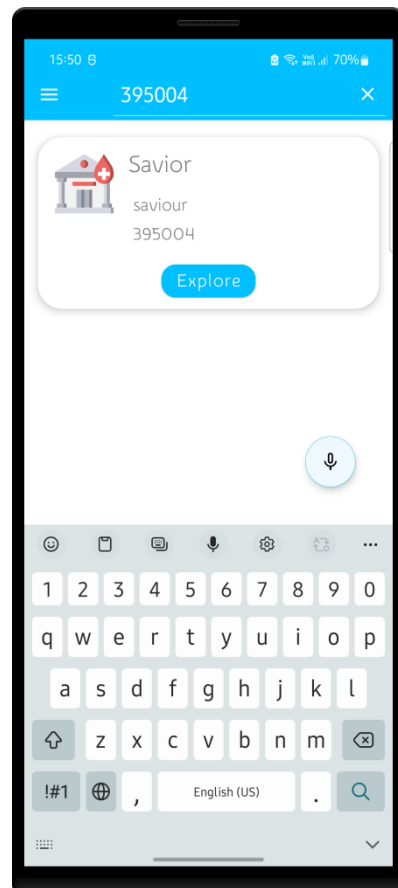 15:50
70%
395004
Savior
saviour
395004
Explore
1 2 3 4 5 6 7 8 9 0
q w e r t y u i o p
a s d f g h j k l
z x c v b n m
!#1 , English (US) .